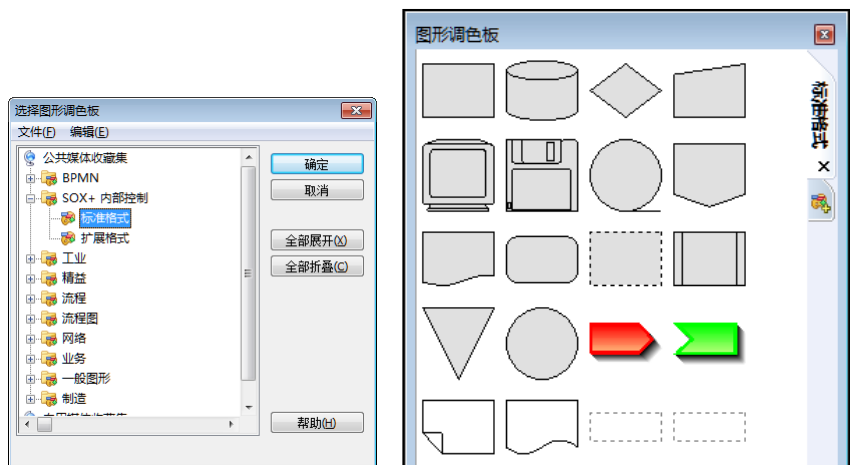 选择图形调色板
文件(F) 编辑(E)
公共媒体收藏集
BPMN
SOX+ 内部控制
标准格式
扩展格式
工业
精益
流程
流程图
网络
业务
一般图形
制造
确定
取消
全部展开(X)
全部折叠(C)
帮助(H)
图形调色板
标准格式